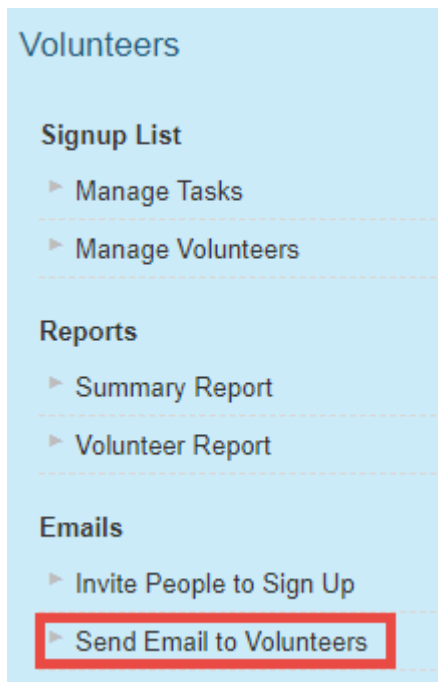 Volunteers
Signup List
Manage Tasks
Manage Volunteers
Reports
Summary Report
Volunteer Report
Emails
Invite People to Sign Up
Send Email to Volunteers